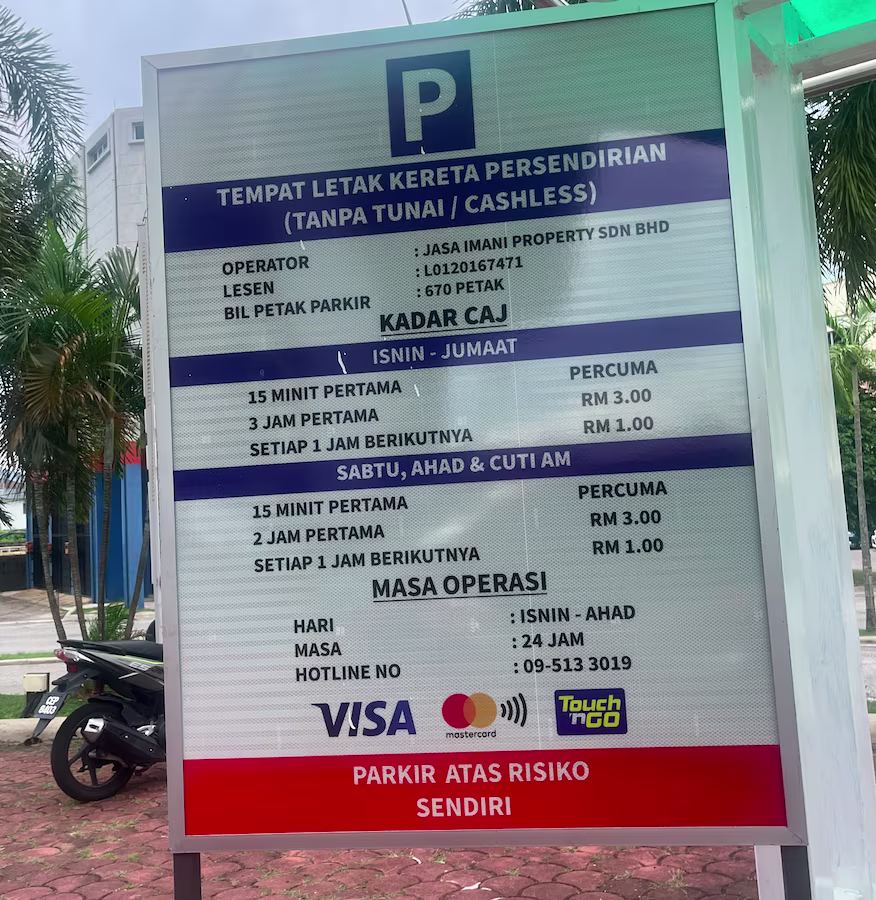 P
TEMPAT LETAK KERETA PERSENDIRIAN
(TANPA TUNAI / CASHLESS)
OPERATOR : JASA IMANI PROPERTY SDN BHD
LESEN : L0120167471
BIL PETAK PARKIR : 670 PETAK
KADAR CAJ
ISNIN - JUMAAT
15 MINIT PERTAMA PERCUMA
3 JAM PERTAMA RM 3.00
SETIAP 1 JAM BERIKUTNYA RM 1.00
SABTU, AHAD & CUTI AM
15 MINIT PERTAMA PERCUMA
2 JAM PERTAMA RM 3.00
SETIAP 1 JAM BERIKUTNYA RM 1.00
MASA OPERASI
HARI : ISNIN - AHAD
MASA : 24 JAM
HOTLINE NO : 09-513 3019
VISA mastercard Touch 'n GO
PARKIR ATAS RISIKO
SENDIRI